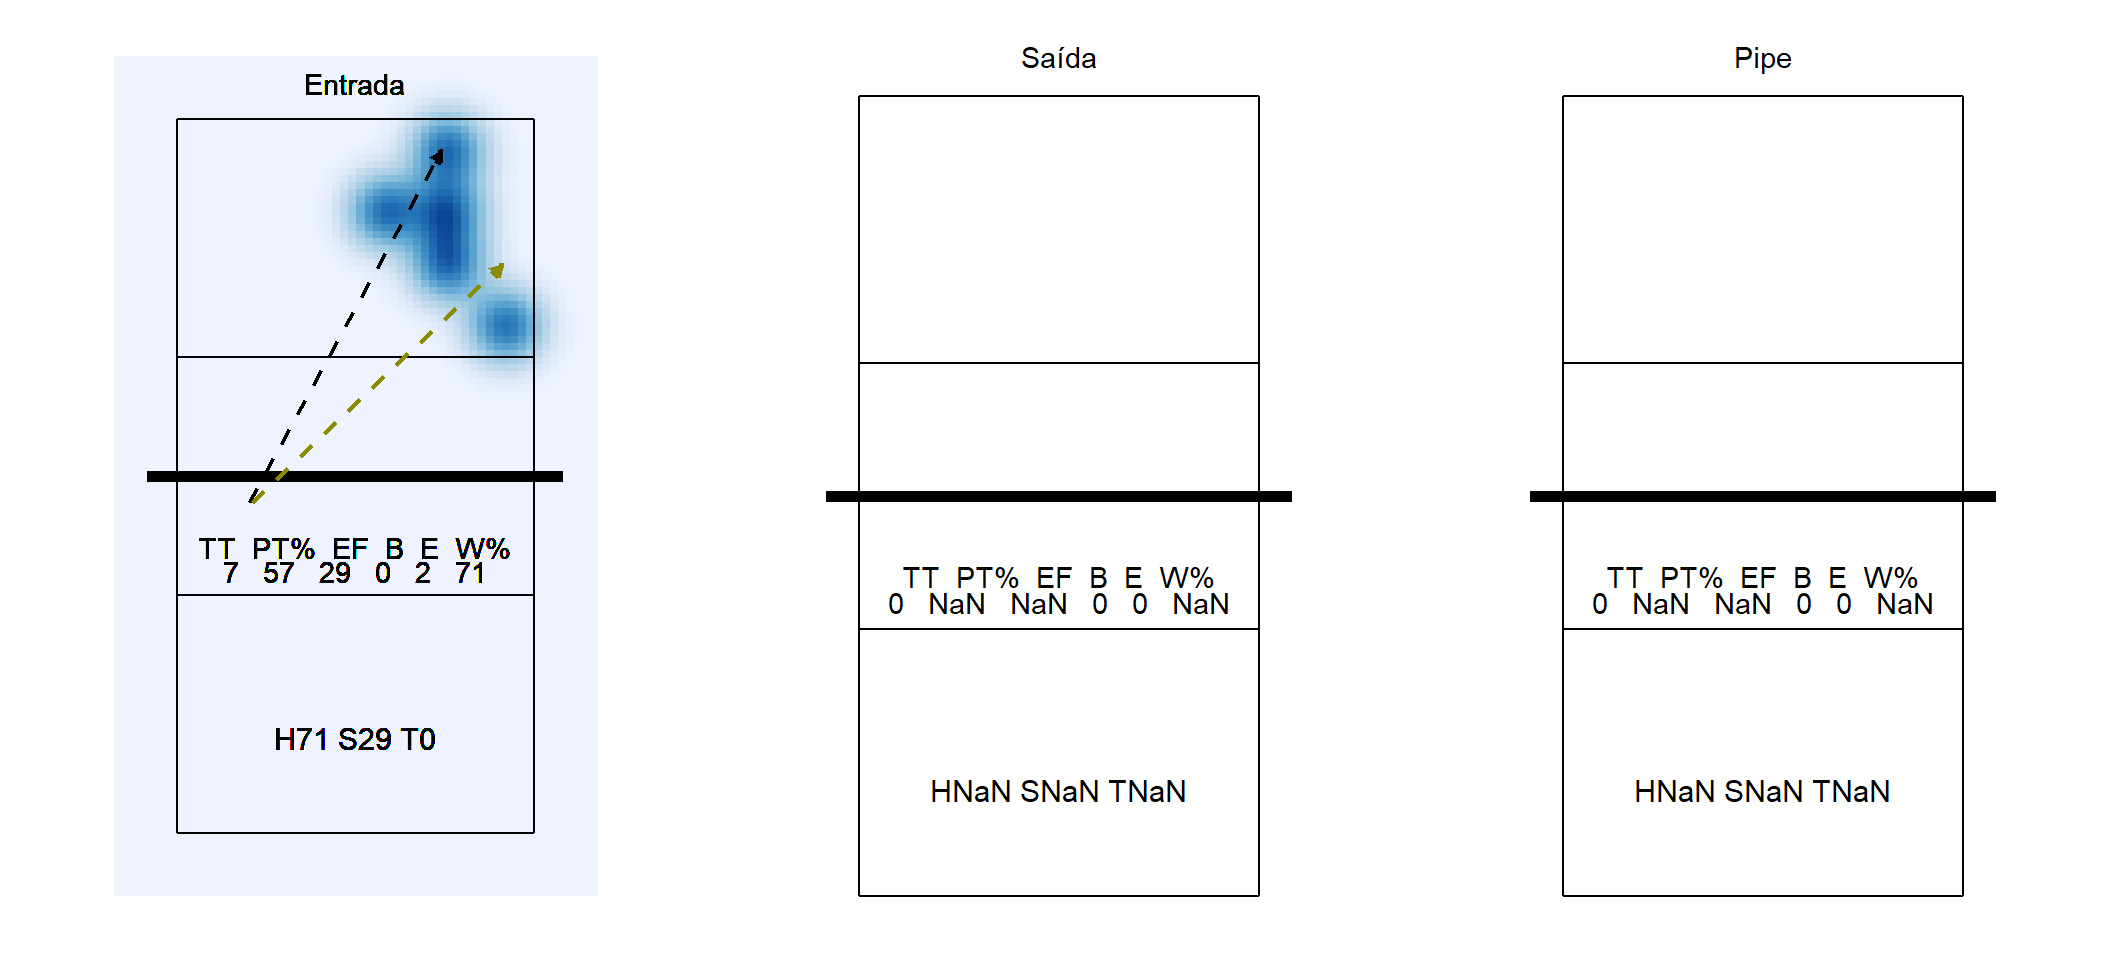 Entrada
TT PT% EF B E W%
7 57 29 0 2 71
H71 S29 T0
Saída
TT PT% EF B E W%
0 NaN NaN 0 0 NaN
HNaN SNaN TNaN
Pipe
TT PT% EF B E W%
0 NaN NaN 0 0 NaN
HNaN SNaN TNaN